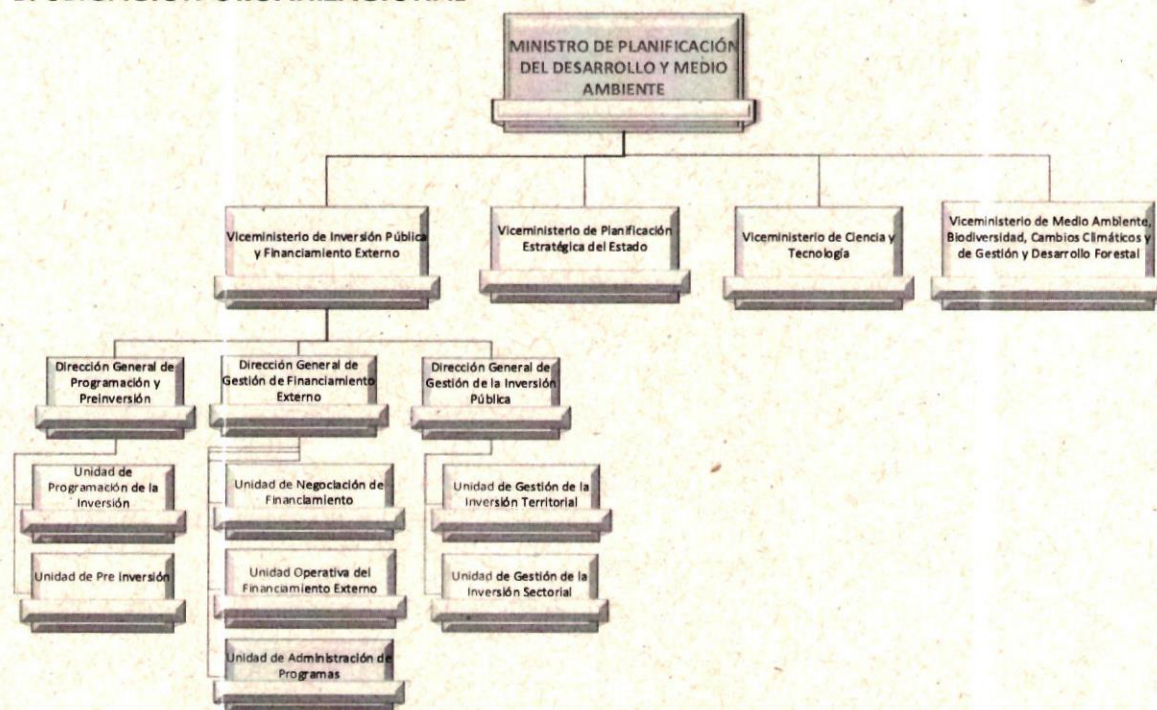 MINISTRO DE PLANIFICACIÓN
DEL DESARROLLO Y MEDIO
AMBIENTE
Viceministerio de Inversión Pública
y Financiamiento Externo
Viceministerio de Planificación
Estratégica del Estado
Viceministerio de Ciencia y
Tecnología
Viceministerio de Medio Ambiente,
Biodiversidad, Cambios Climáticos y
de Gestión y Desarrollo Forestal
Dirección General de
Programación y
Preinversión
Dirección General de
Gestión de Financiamiento
Externo
Dirección General de
Gestión de la Inversión
Pública
Unidad de
Programación de la
Inversión
Unidad de Negociación de
Financiamiento
Unidad de Gestión de la
Inversión Territorial
Unidad de Pre Inversión
Unidad Operativa del
Financiamiento Externo
Unidad de Gestión de la
Inversión Sectorial
Unidad de Administración de
Programas